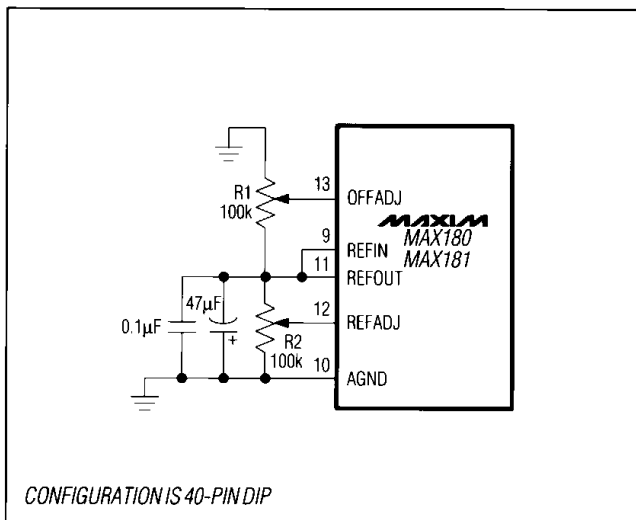 R1
100k
13
OFFADJ
MAXIM
MAX180
MAX181
9
REFIN
11
REFOUT
47µF
0.1µF
+
12
REFADJ
R2
100k
10
AGND
CONFIGURATION IS 40-PIN DIP